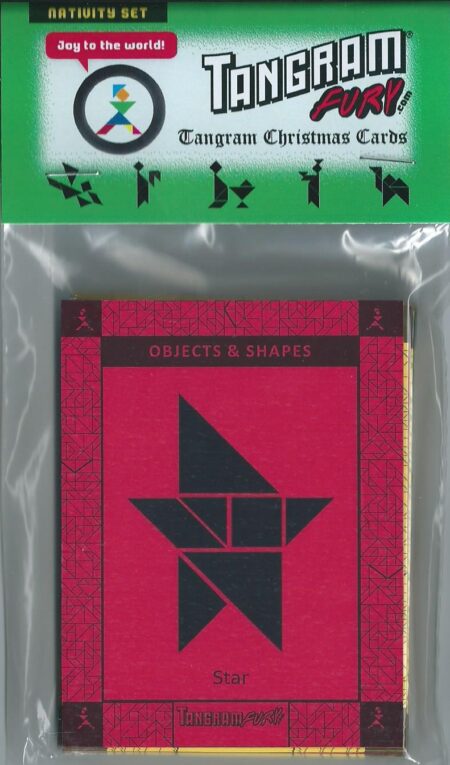 NATIVITY SET
Joy to the world!
TANGRAM®
FURY.com
Tangram Christmas Cards
OBJECTS & SHAPES
Star
TANGRAM FURY